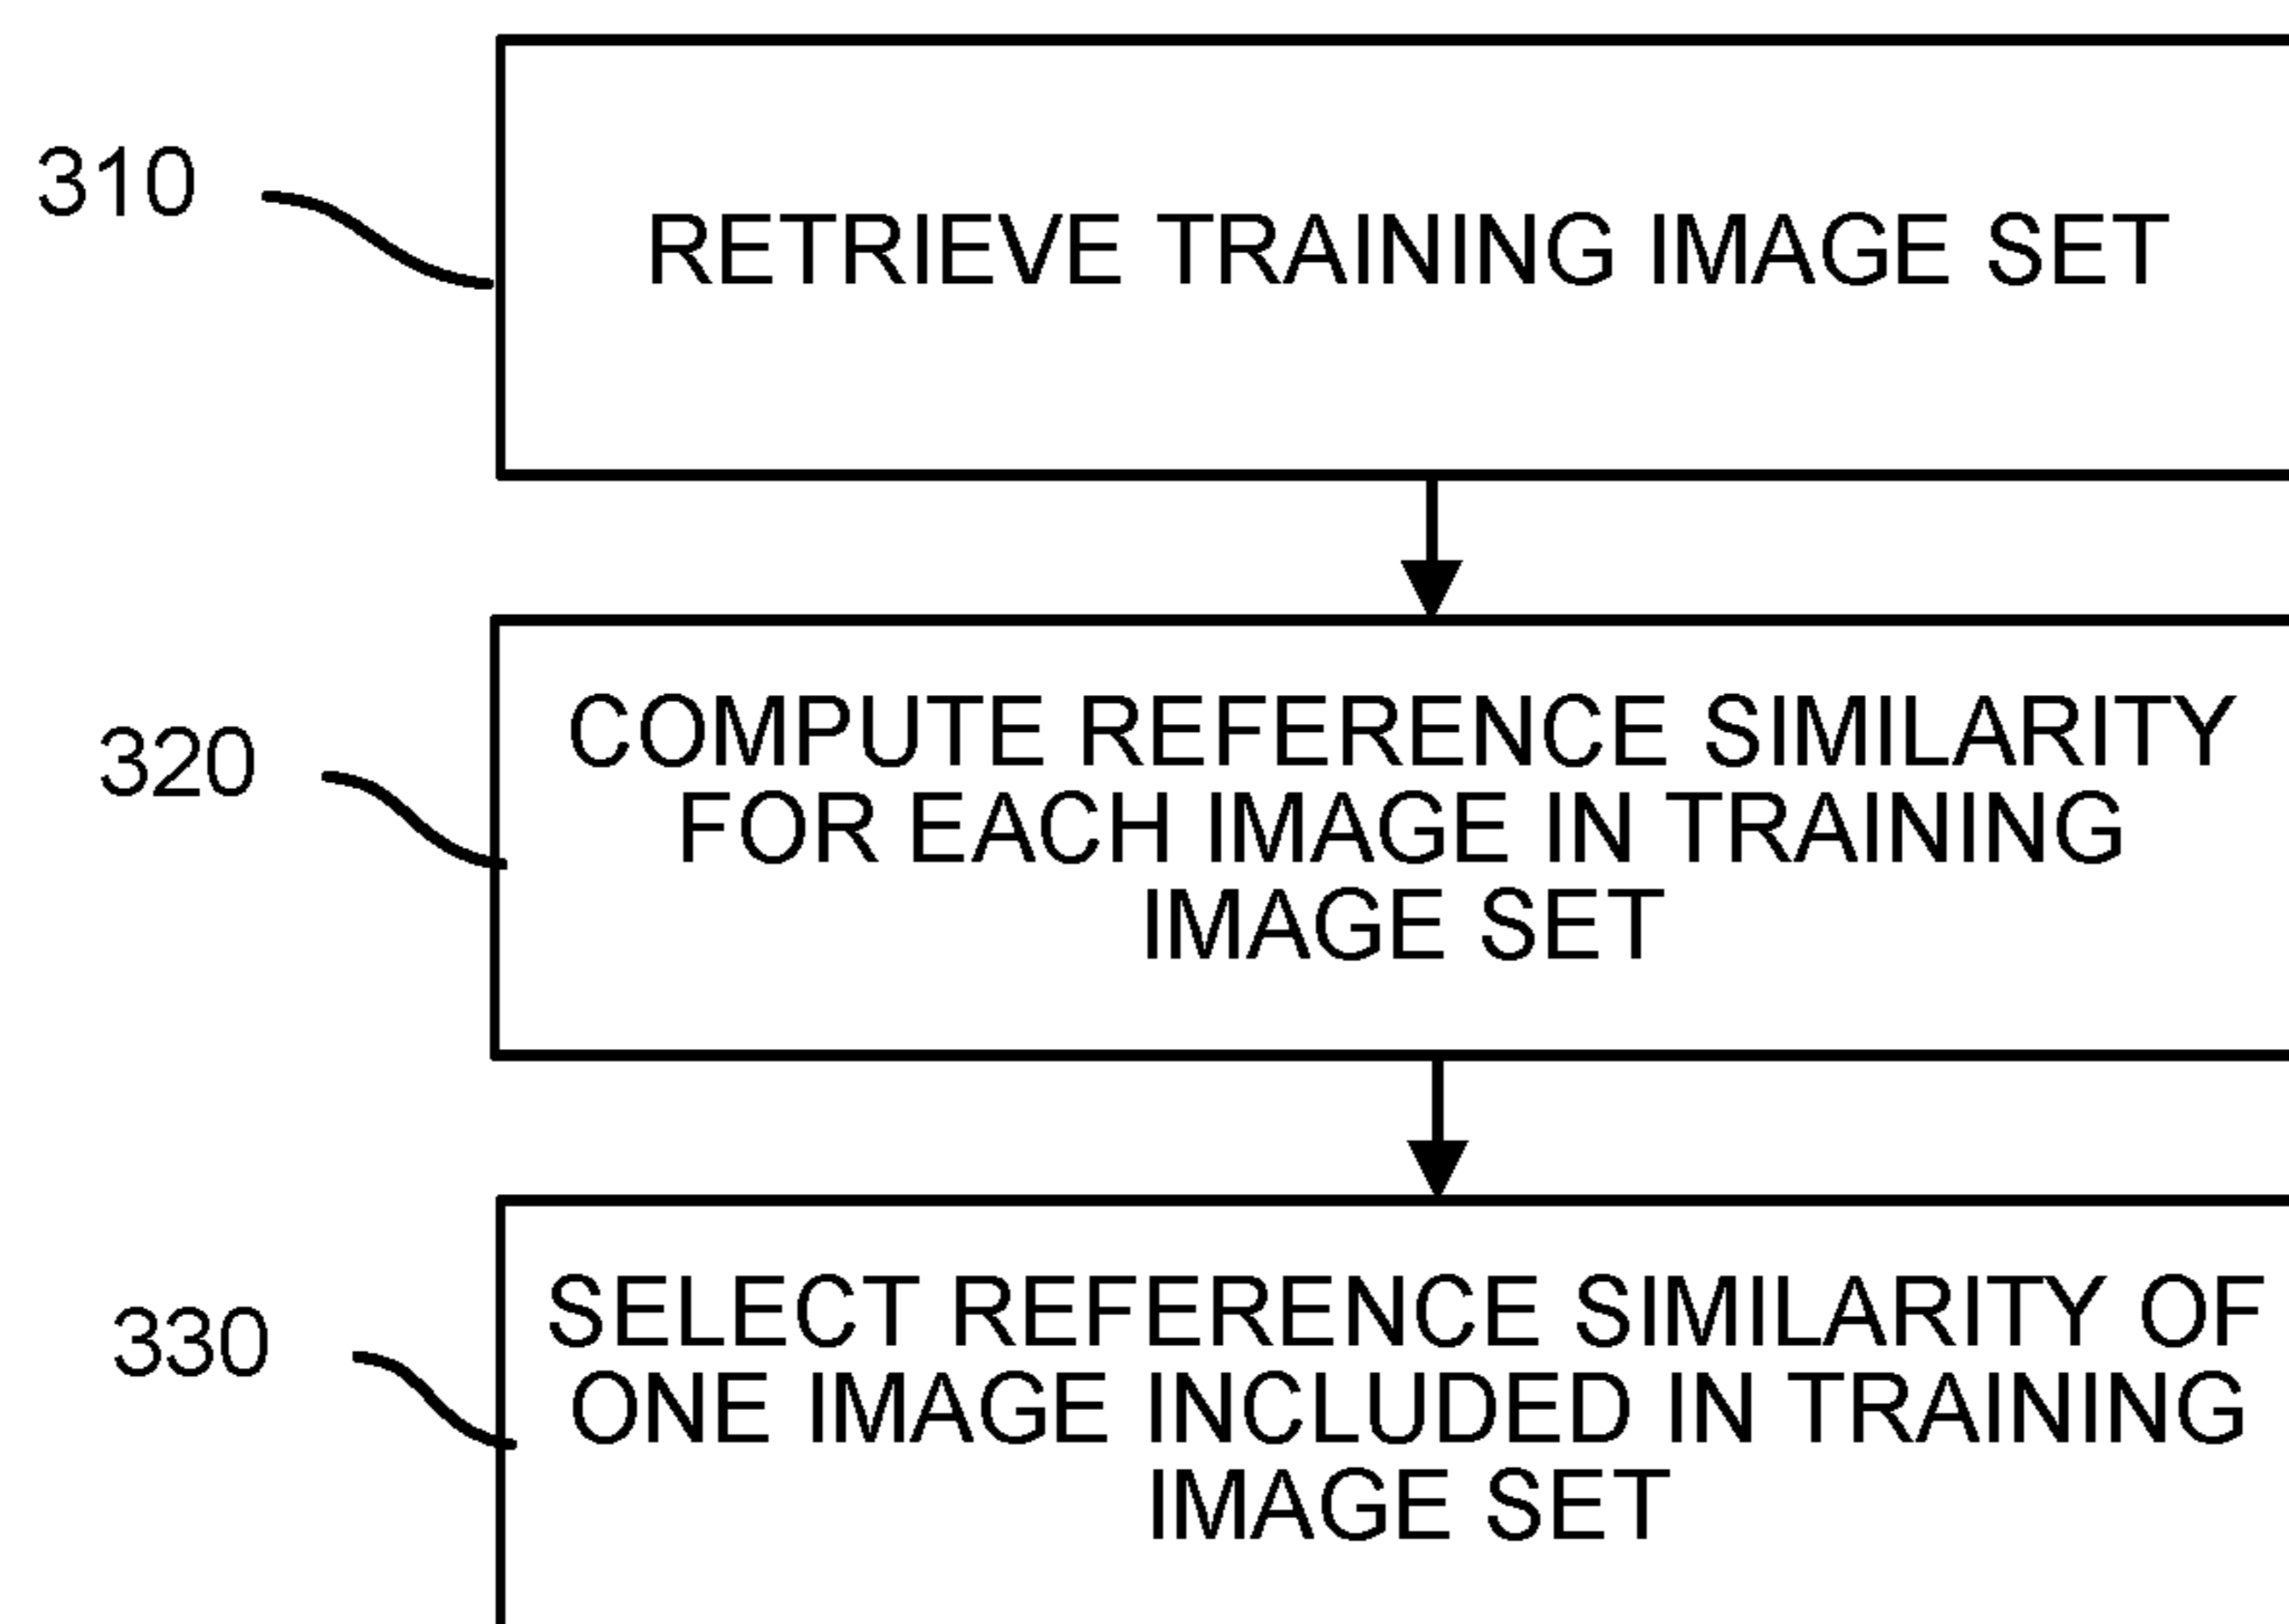 310
RETRIEVE TRAINING IMAGE SET
320
COMPUTE REFERENCE SIMILARITY
FOR EACH IMAGE IN TRAINING
IMAGE SET
330
SELECT REFERENCE SIMILARITY OF
ONE IMAGE INCLUDED IN TRAINING
IMAGE SET